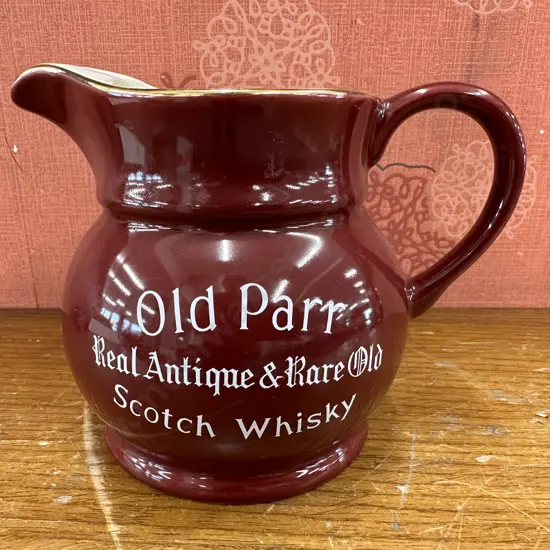 Old Parr
Real Antique & Rare Old
Scotch Whisky